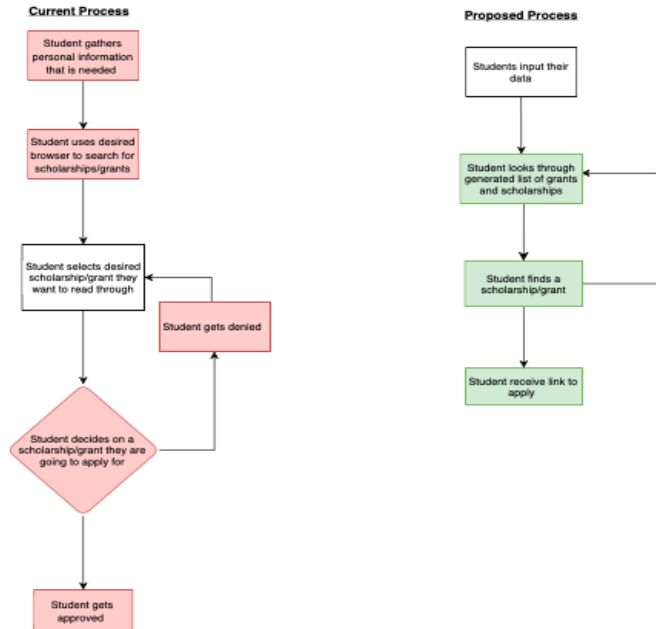 Current Process
Student gathers
personal information
that is needed
Student uses desired
browser to search for
scholarships/grants
Student selects desired
scholarship/grant they
want to read through
Student gets denied
Student decides on a
scholarship/grant they are
going to apply for
Student gets
approved
Proposed Process
Students input their
data
Student looks through
generated list of grants
and scholarships
Student finds a
scholarship/grant
Student receive link to
apply